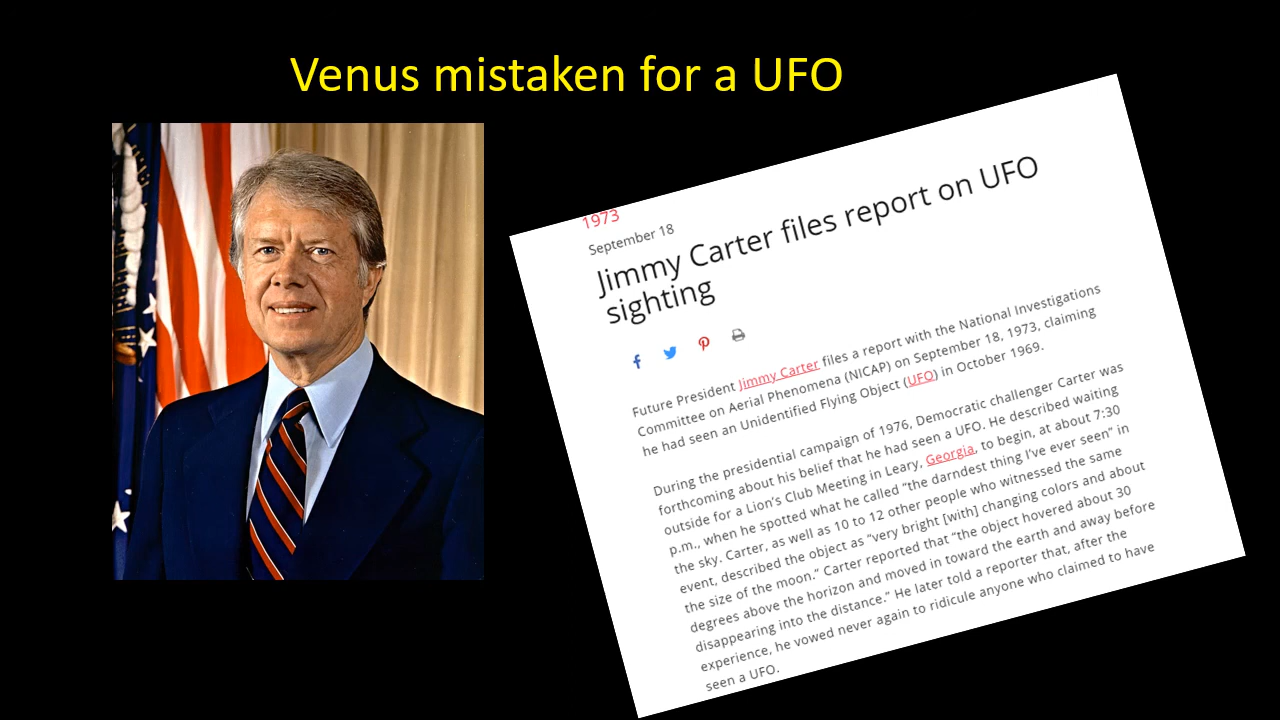 Venus mistaken for a UFO
1973
September 18
Jimmy Carter files report on UFO
sighting
Future President Jimmy Carter files a report with the National Investigations
Committee on Aerial Phenomena (NICAP) on September 18, 1973, claiming
he had seen an Unidentified Flying Object (UFO) in October 1969.
During the presidential campaign of 1976, Democratic challenger Carter was
forthcoming about his belief that he had seen a UFO. He described waiting
outside for a Lion’s Club Meeting in Leary, Georgia, to begin, at about 7:30
p.m., when he spotted what he called “the darndest thing I’ve ever seen” in
the sky. Carter, as well as 10 to 12 other people who witnessed the same
event, described the object as “very bright [with] changing colors and about
the size of the moon.” Carter reported that “the object hovered about 30
degrees above the horizon and moved in toward the earth and away before
disappearing into the distance.” He later told a reporter that, after the
experience, he vowed never again to ridicule anyone who claimed to have
seen a UFO.